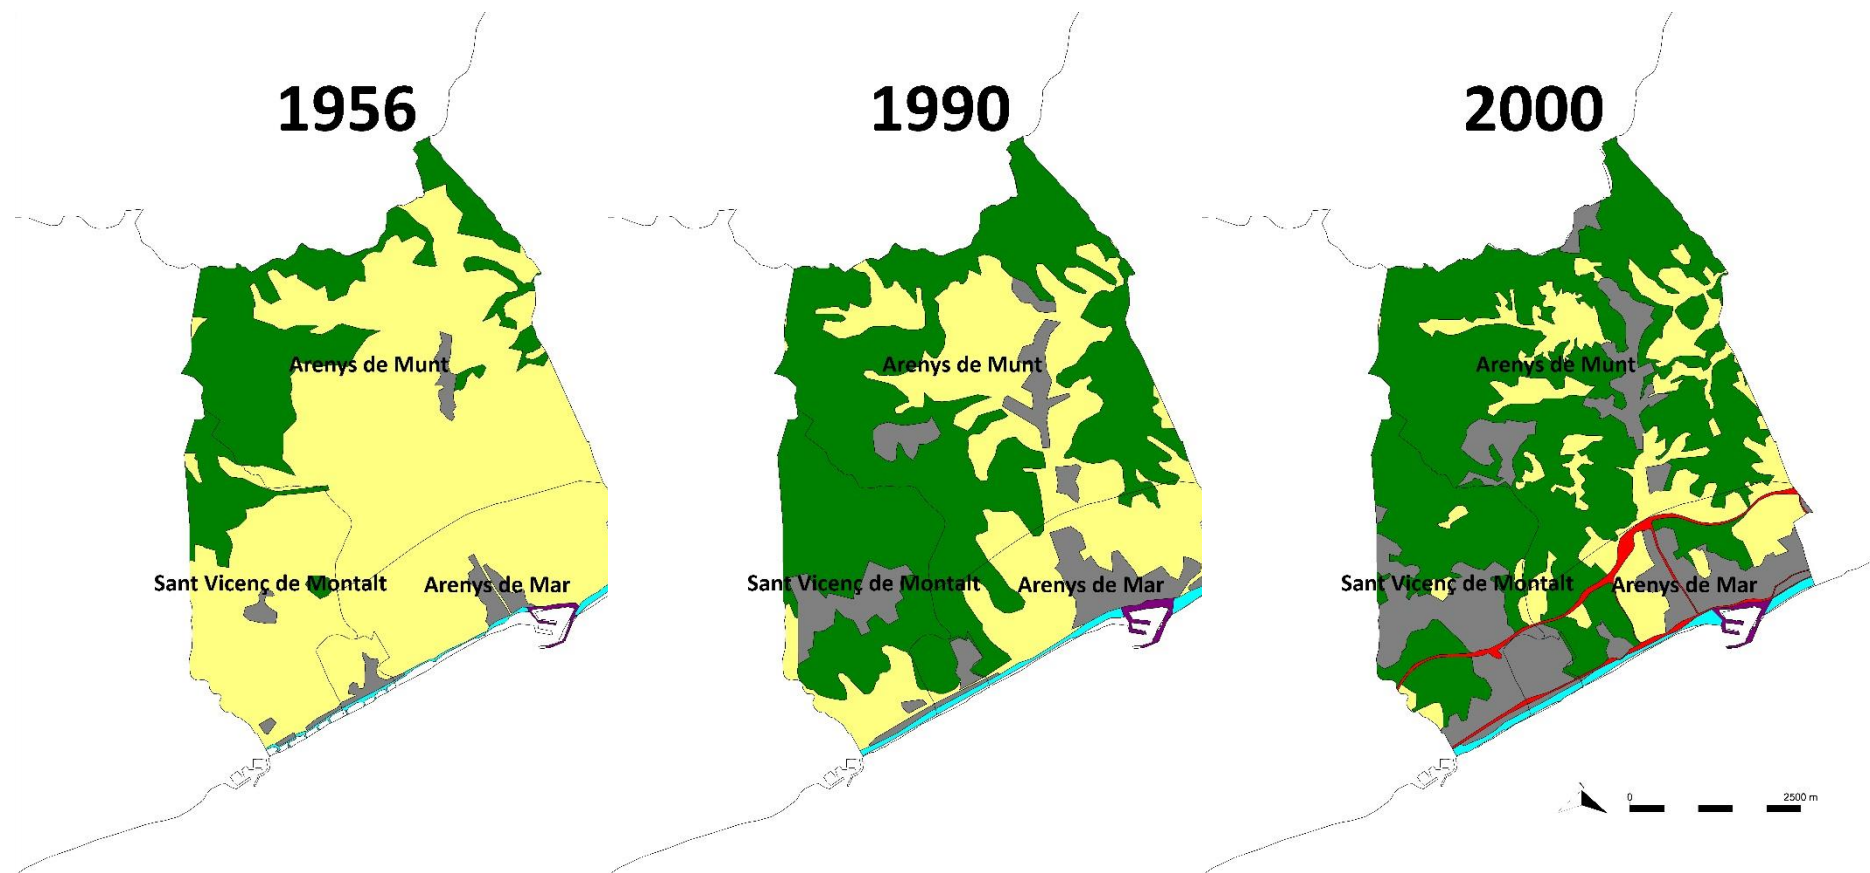 1956
1990
2000
Arenys de Munt
Arenys de Munt
Arenys de Munt
Sant Vicenç de Montalt
Arenys de Mar
Sant Vicenç de Montalt
Arenys de Mar
Sant Vicenç de Montalt
Arenys de Mar
0
2500 m